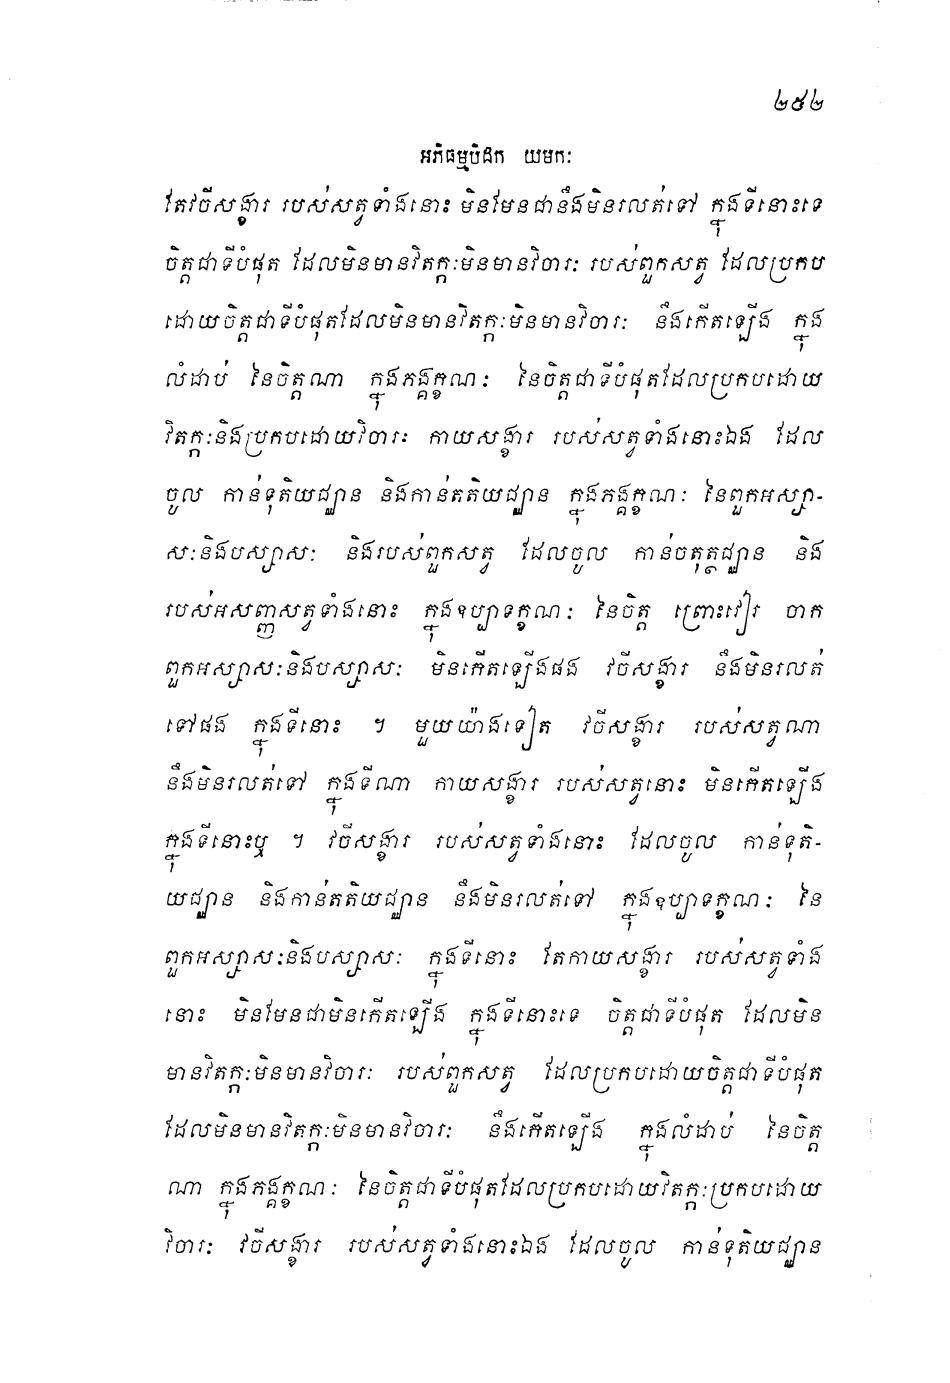 ២៥២
អភិធម្មបិដក យមកៈ
តែវចីសង្ខារ របស់សត្វទាំងនោះ មិនមែនជានឹងមិនរលត់ទៅ ក្នុងទីនោះទេ
ចិត្តជាទីបំផុត ដែលមិនមានវិតក្កៈមិនមានវិចារៈ របស់ពួកសត្វ ដែលប្រកប
ដោយចិត្តជាទីបំផុតដែលមិនមានវិតក្កៈមិនមានវិចារៈ នឹងកើតឡើង ក្នុង
លំដាប់ នៃចិត្តណា ក្នុងភង្គក្ខណៈ នៃចិត្តជាទីបំផុតដែលប្រកបដោយ
វិតក្កៈនិងប្រកបដោយវិចារៈ កាយសង្ខារ របស់សត្វទាំងនោះឯង ដែល
ចូល កាន់ទុតិយជ្ឈាន និងកាន់តតិយជ្ឈាន ក្នុងភង្គក្ខណៈ នៃពួកអស្សា-
សៈនិងបស្សាសៈ និងរបស់ពួកសត្វ ដែលចូល កាន់ចតុត្ថជ្ឈាន និង
របស់អសញ្ញសត្វទាំងនោះ ក្នុងឧប្បាទក្ខណៈ នៃចិត្ត ព្រោះវៀរ ចាក
ពួកអស្សាសៈនិងបស្សាសៈ មិនកើតឡើងផង វចីសង្ខារ នឹងមិនរលត់
ទៅផង ក្នុងទីនោះ ។ មួយយ៉ាងទៀត វចីសង្ខារ របស់សត្វណា
នឹងមិនរលត់ទៅ ក្នុងទីណា កាយសង្ខារ របស់សត្វនោះ មិនកើតឡើង
ក្នុងទីនោះឬ ។ វចីសង្ខារ របស់សត្វទាំងនោះ ដែលចូល កាន់ទុតិ-
យជ្ឈាន និងកាន់តតិយជ្ឈាន នឹងមិនរលត់ទៅ ក្នុងឧប្បាទក្ខណៈ នៃ
ពួកអស្សាសៈនិងបស្សាសៈ ក្នុងទីនោះ តែកាយសង្ខារ របស់សត្វទាំង
នោះ មិនមែនជាមិនកើតឡើង ក្នុងទីនោះទេ ចិត្តជាទីបំផុត ដែលមិន
មានវិតក្កៈមិនមានវិចារៈ របស់ពួកសត្វ ដែលប្រកបដោយចិត្តជាទីបំផុត
ដែលមិនមានវិតក្កៈមិនមានវិចារៈ នឹងកើតឡើង ក្នុងលំដាប់ នៃចិត្ត
ណា ក្នុងភង្គក្ខណៈ នៃចិត្តជាទីបំផុតដែលប្រកបដោយវិតក្កៈប្រកបដោយ
វិចារៈ វចីសង្ខារ របស់សត្វទាំងនោះឯង ដែលចូល កាន់ទុតិយជ្ឈាន